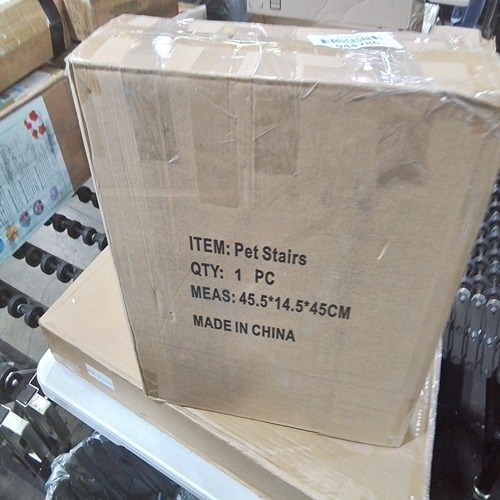 ITEM: Pet Stairs
QTY: 1 PC
MEAS: 45.5*14.5*45CM
MADE IN CHINA